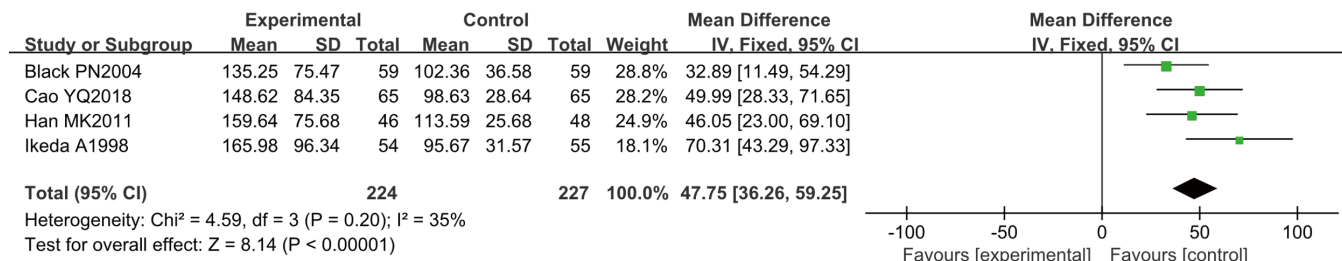 Experimental Control Mean Difference Mean Difference
Study or Subgroup Mean SD Total Mean SD Total Weight IV, Fixed, 95% CI IV, Fixed, 95% CI
Black PN2004 135.25 75.47 59 102.36 36.58 59 28.8% 32.89 [11.49, 54.29]
Cao YQ2018 148.62 84.35 65 98.63 28.64 65 28.2% 49.99 [28.33, 71.65]
Han MK2011 159.64 75.68 46 113.59 25.68 48 24.9% 46.05 [23.00, 69.10]
Ikeda A1998 165.98 96.34 54 95.67 31.57 55 18.1% 70.31 [43.29, 97.33]
Total (95% CI) 224 227 100.0% 47.75 [36.26, 59.25]
Heterogeneity: Chi² = 4.59, df = 3 (P = 0.20); I² = 35%
Test for overall effect: Z = 8.14 (P < 0.00001)
-100 -50 0 50 100
Favours [experimental] Favours [control]